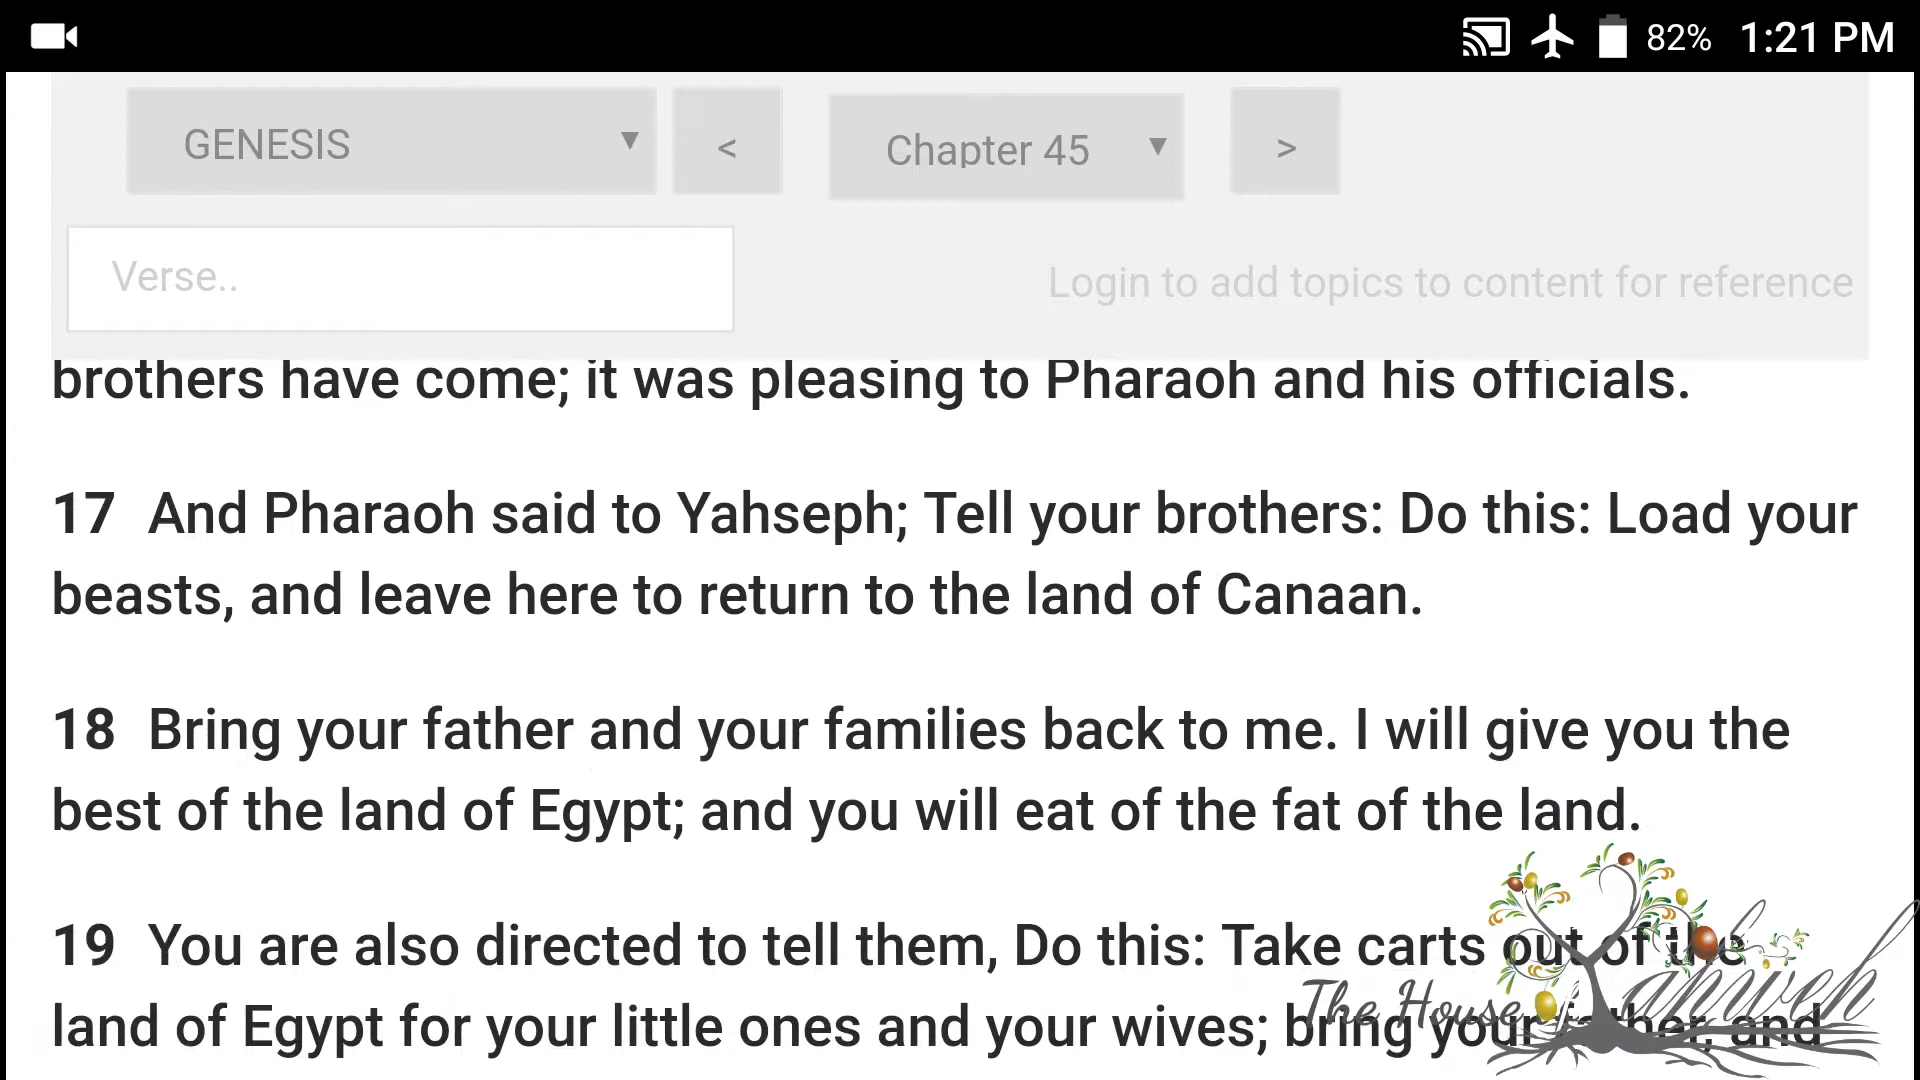 82% 1:21 PM
GENESIS ▼ < Chapter 45 ▼ >
Verse..
Login to add topics to content for reference
brothers have come; it was pleasing to Pharaoh and his officials.
17 And Pharaoh said to Yahseph; Tell your brothers: Do this: Load your
beasts, and leave here to return to the land of Canaan.
18 Bring your father and your families back to me. I will give you the
best of the land of Egypt; and you will eat of the fat of the land.
19 You are also directed to tell them, Do this: Take carts out of the
land of Egypt for your little ones and your wives; bring your father, and
The House of Yahweh